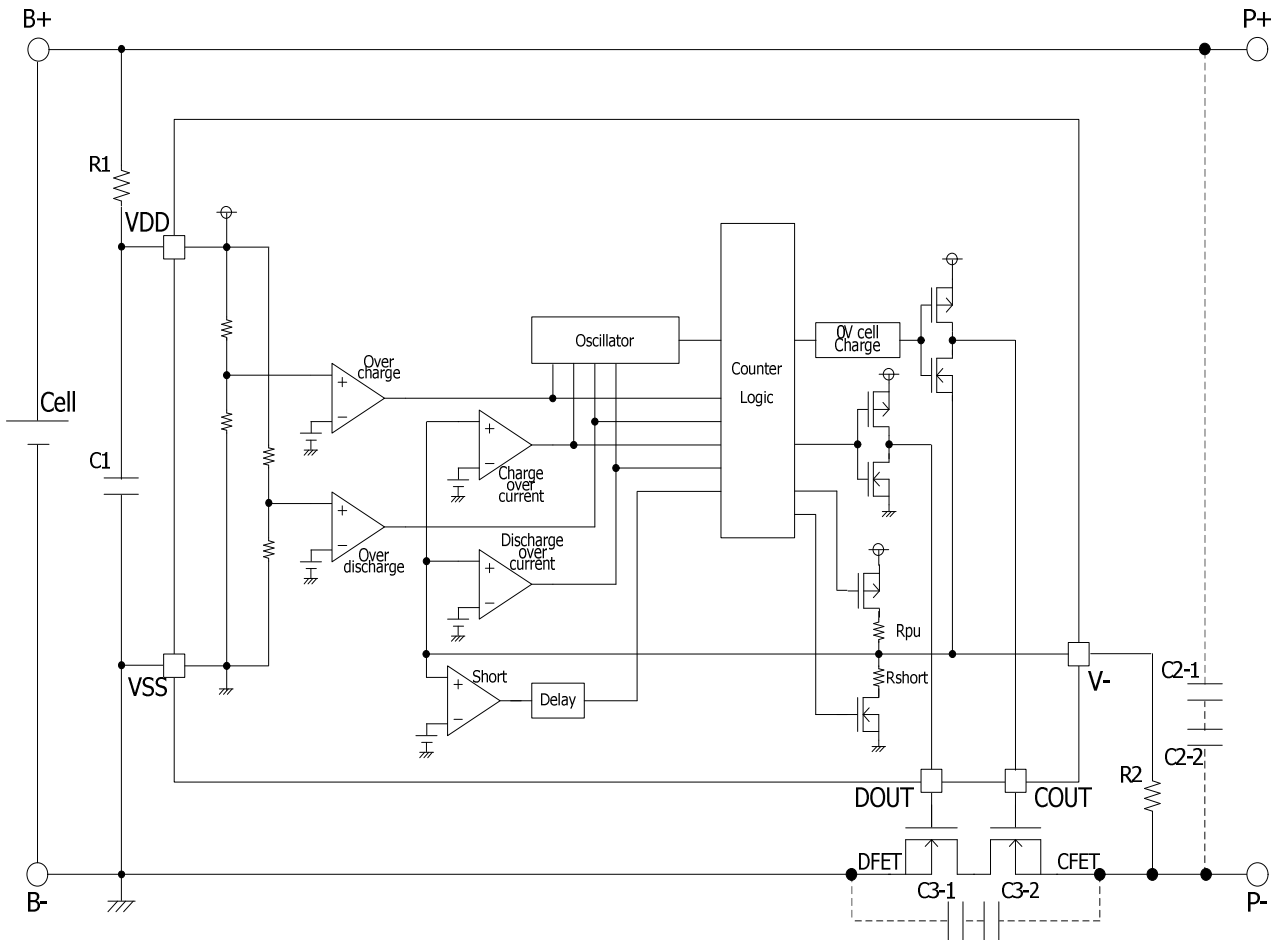 B+
P+
R1
VDD
Oscillator
0V cell
Charge
Over
charge
Counter
Logic
Cell
C1
Charge
over
current
Over
discharge
Discharge
over
current
Rpu
VSS
Short
Delay
Rshort
V-
C2-1
C2-2
R2
DOUT
COUT
DFET
CFET
C3-1
C3-2
B-
P-